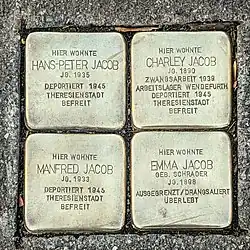 HIER WOHNTE
HANS-PETER JACOB
JG. 1935
DEPORTIERT 1945
THERESIENSTADT
BEFREIT
HIER WOHNTE
CHARLEY JACOB
JG. 1890
ZWANGSARBEIT 1939
ARBEITSLAGER WENDEFURTH
DEPORTIERT 1945
THERESIENSTADT
BEFREIT
HIER WOHNTE
MANFRED JACOB
JG. 1933
DEPORTIERT 1945
THERESIENSTADT
BEFREIT
HIER WOHNTE
EMMA JACOB
GEB. SCHRADER
JG. 1898
AUSGEGRENZT / DRANGSALIERT
ÜBERLEBT